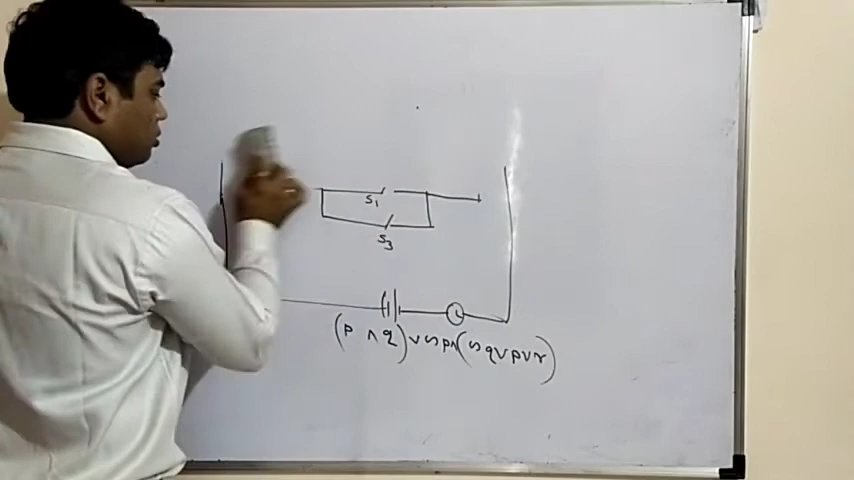 S₁
S₃
(p ∧ q) ∨ ∽p ∧ (∽q ∨ p ∨ r)